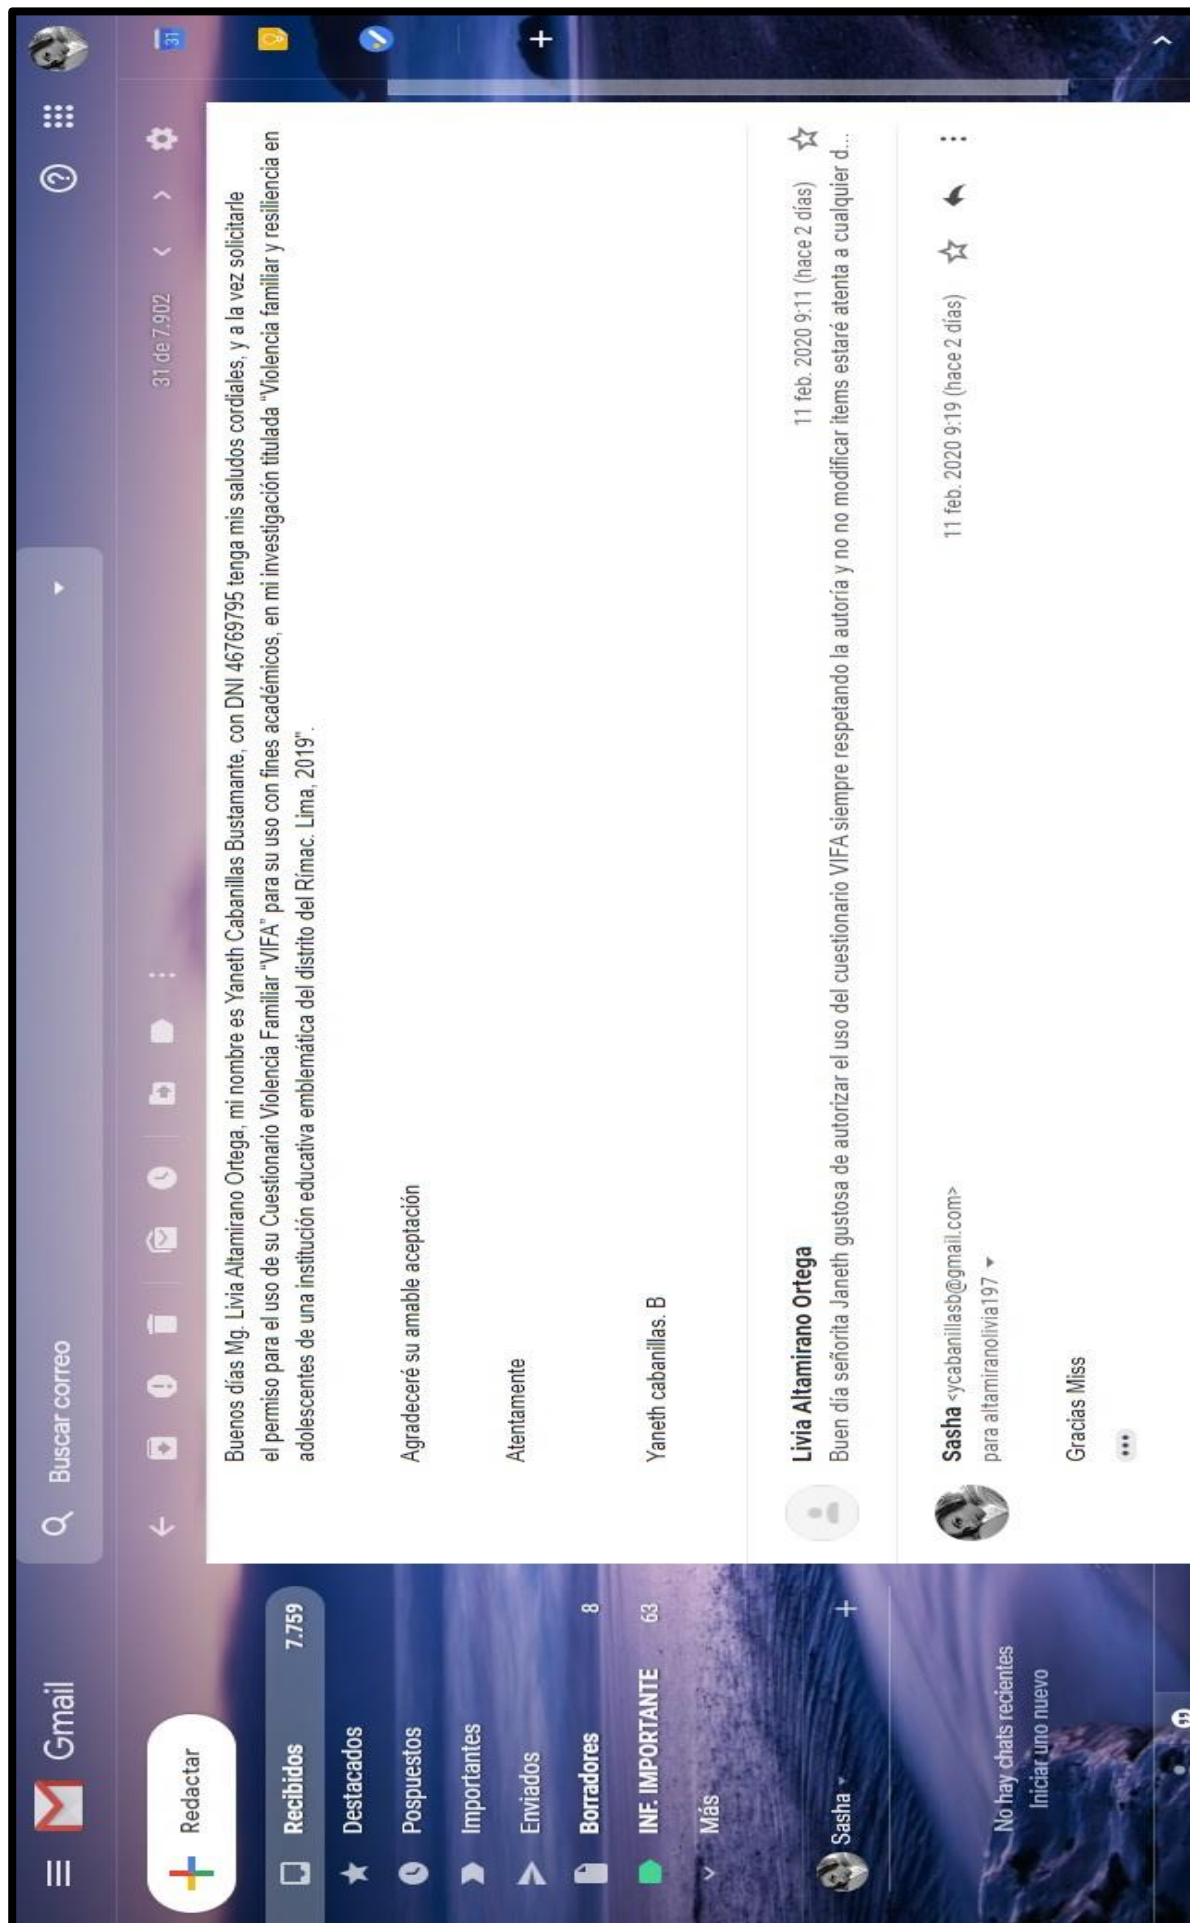 Gmail
Buscar correo
31
Redactar
31 de 7.902
Recibidos 7.759
Destacados
Pospuestos
Importantes
Enviados
Borradores 8
INF. IMPORTANTE 63
Más
Sasha
No hay chats recientes
Iniciar uno nuevo
Buenos días Mg. Livia Altamirano Ortega, mi nombre es Yaneth Cabanillas Bustamante, con DNI 46769795 tenga mis saludos cordiales, y a la vez solicitarle
el permiso para el uso de su Cuestionario Violencia Familiar "VIFA" para su uso con fines académicos, en mi investigación titulada "Violencia familiar y resiliencia en
adolescentes de una institución educativa emblemática del distrito del Rímac. Lima, 2019".
Agradeceré su amable aceptación
Atentamente
Yaneth cabanillas. B
Livia Altamirano Ortega
11 feb. 2020 9:11 (hace 2 días)
Buen día señorita Janeth gustosa de autorizar el uso del cuestionario VIFA siempre respetando la autoría y no no modificar items estaré atenta a cualquier d...
Sasha <ycabanillasb@gmail.com>
11 feb. 2020 9:19 (hace 2 días)
para altamiranolivia197
Gracias Miss